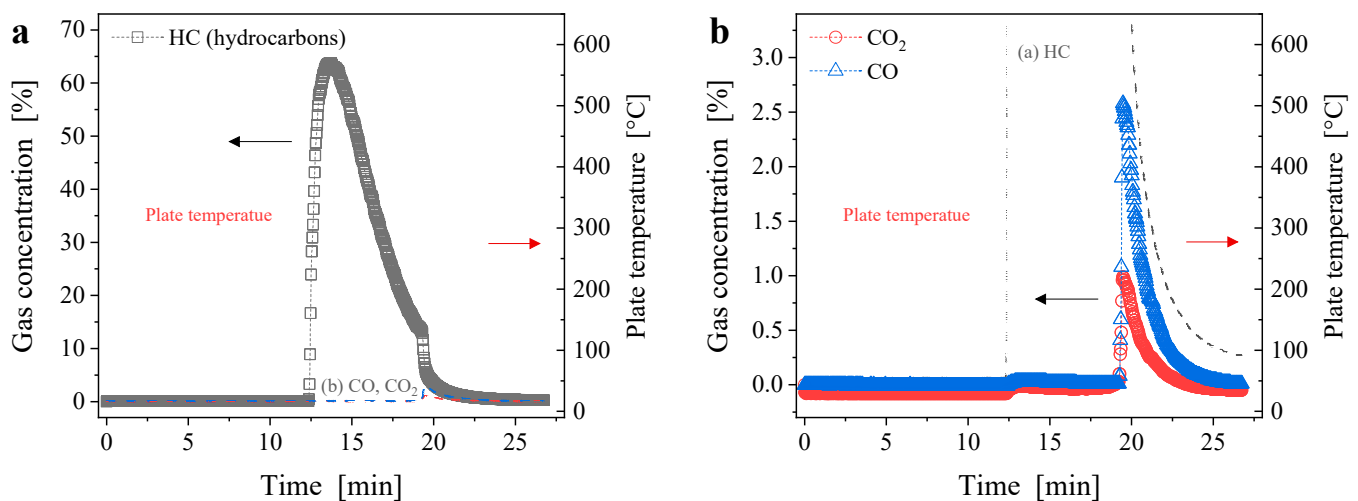 a
HC (hydrocarbons)
Plate temperatue
(b) CO, CO2
Gas concentration [%]
70
60
50
40
30
20
10
0
Plate temperature [°C]
600
500
400
300
200
100
0
0 5 10 15 20 25
Time [min]
b
CO2
CO
(a) HC
Plate temperatue
Gas concentration [%]
3.0
2.5
2.0
1.5
1.0
0.5
0.0
Plate temperature [°C]
600
500
400
300
200
100
0
0 5 10 15 20 25
Time [min]